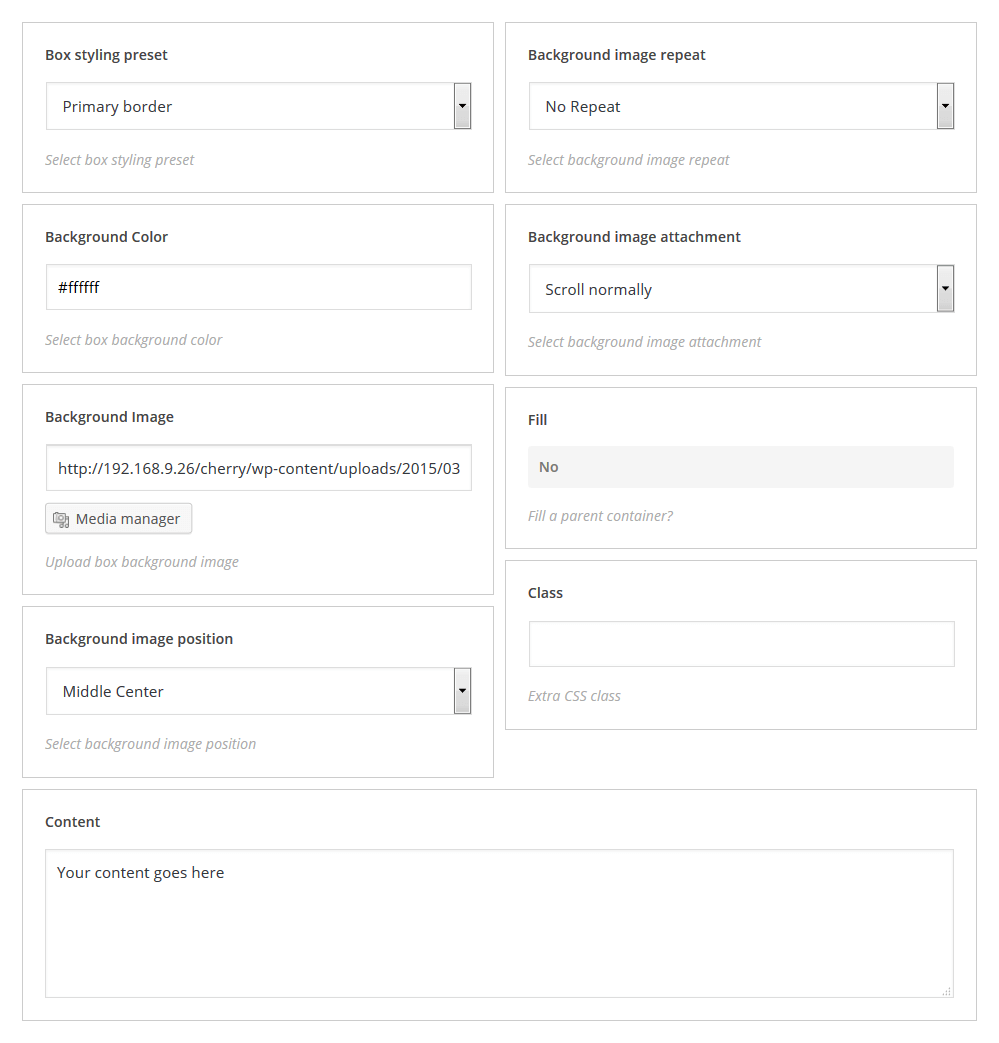 Box styling preset
Primary border
Select box styling preset
Background Color
#ffffff
Select box background color
Background Image
http://192.168.9.26/cherry/wp-content/uploads/2015/03
Media manager
Upload box background image
Background image position
Middle Center
Select background image position
Background image repeat
No Repeat
Select background image repeat
Background image attachment
Scroll normally
Select background image attachment
Fill
No
Fill a parent container?
Class
Extra CSS class
Content
Your content goes here